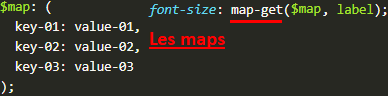 $map: (
key-01: value-01,
key-02: value-02,
key-03: value-03
);
font-size: map-get($map, label);
Les maps